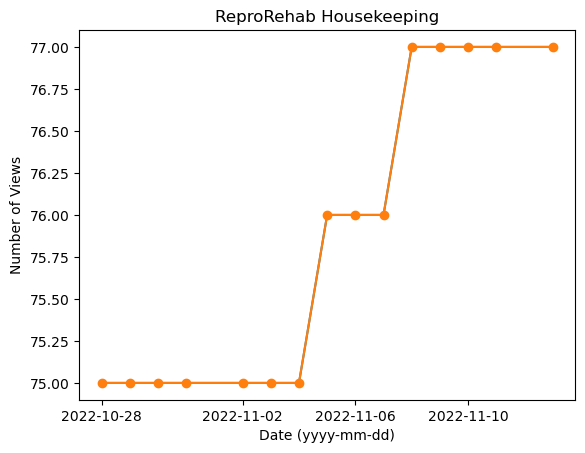 ReproRehab Housekeeping
77.00
76.75
76.50
76.25
76.00
75.75
75.50
75.25
75.00
Number of Views
2022-10-28 2022-11-02 2022-11-06 2022-11-10
Date (yyyy-mm-dd)